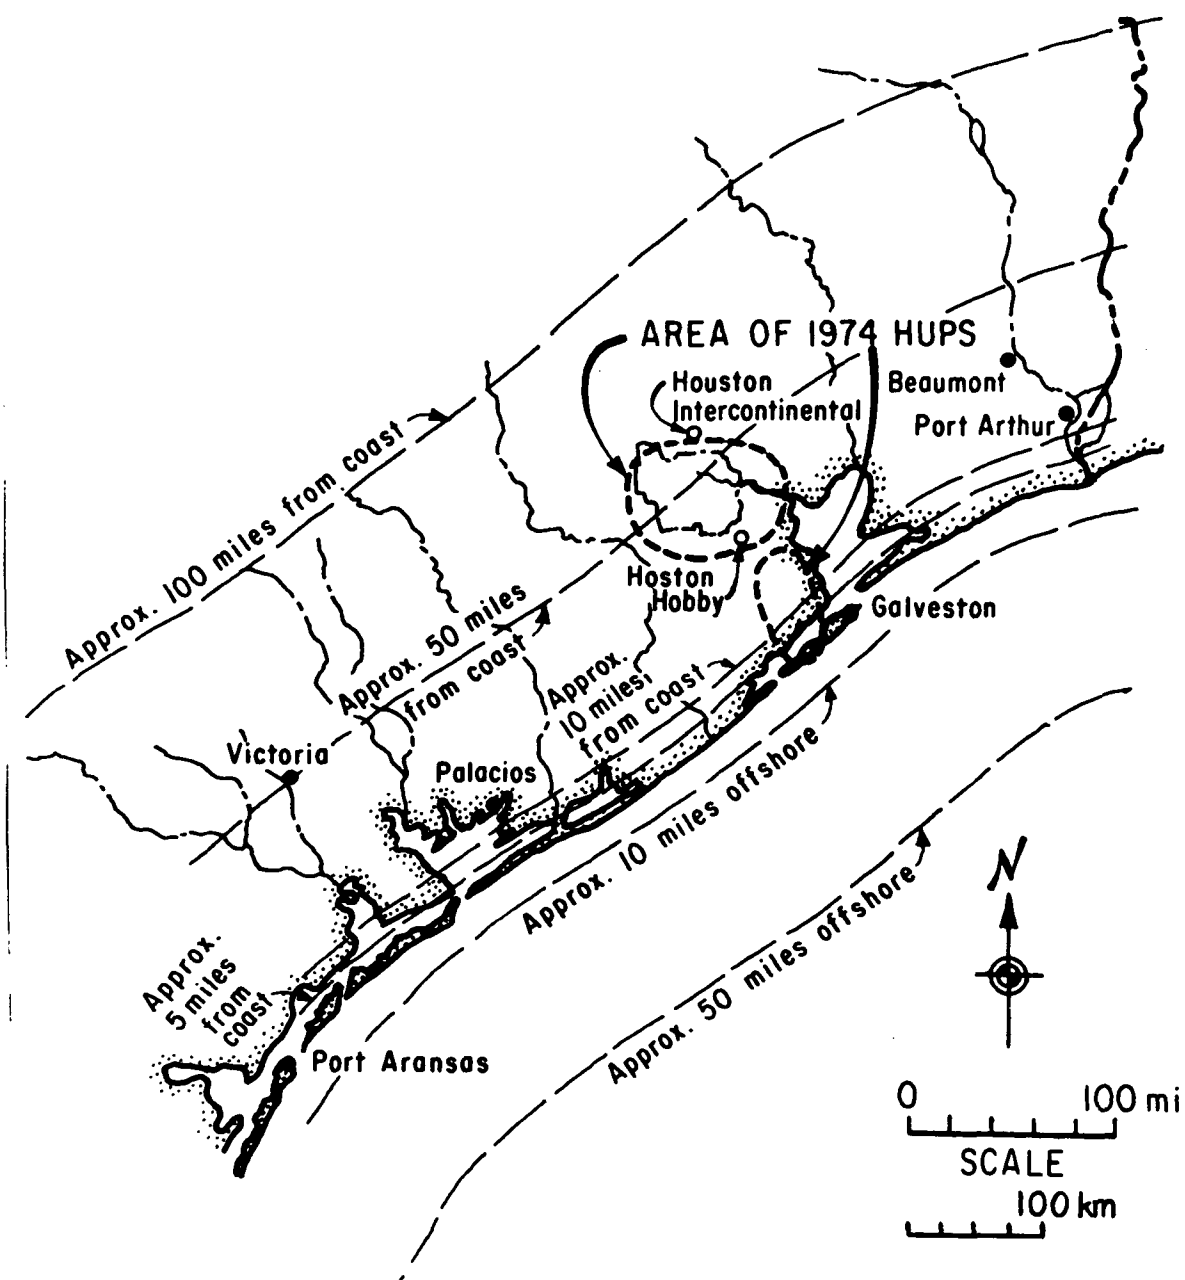 AREA OF 1974 HUPS
Houston
Intercontinental
Beaumont
Port Arthur
Approx. 100 miles from coast
Hoston
Hobby
Galveston
Approx. 50 miles
from coast
Approx.
10 miles
from coast
Victoria
Palacios
Approx. 10 miles offshore
N
Approx. 50 miles offshore
Approx.
5 miles
from
coast
Port Aransas
0 100 mi
SCALE
100 km